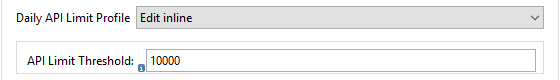 Daily API Limit Profile Edit inline
API Limit Threshold: 10000